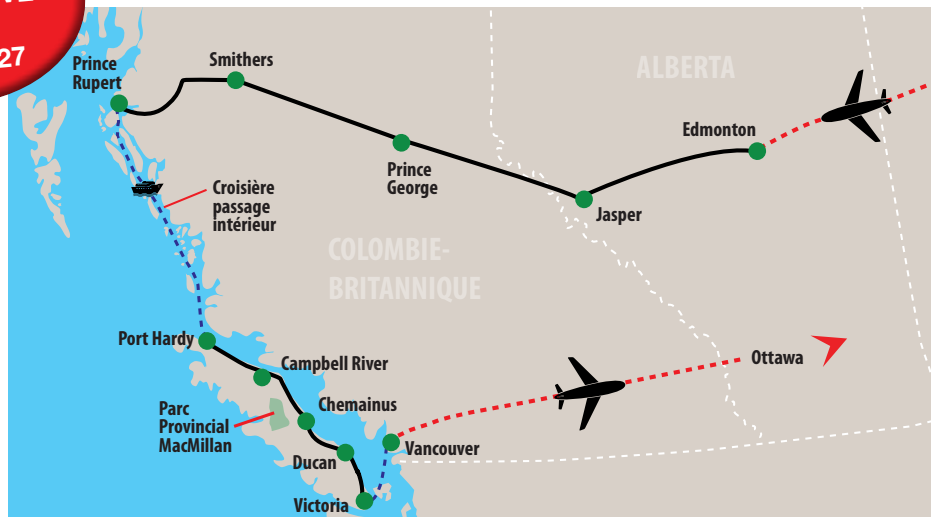 27
Prince
Rupert
Smithers
ALBERTA
Edmonton
Prince
George
Jasper
Croisière
passage
intérieur
COLOMBIE-
BRITANNIQUE
Port Hardy
Campbell River
Ottawa
Parc
Provincial
MacMillan
Chemainus
Vancouver
Ducan
Victoria